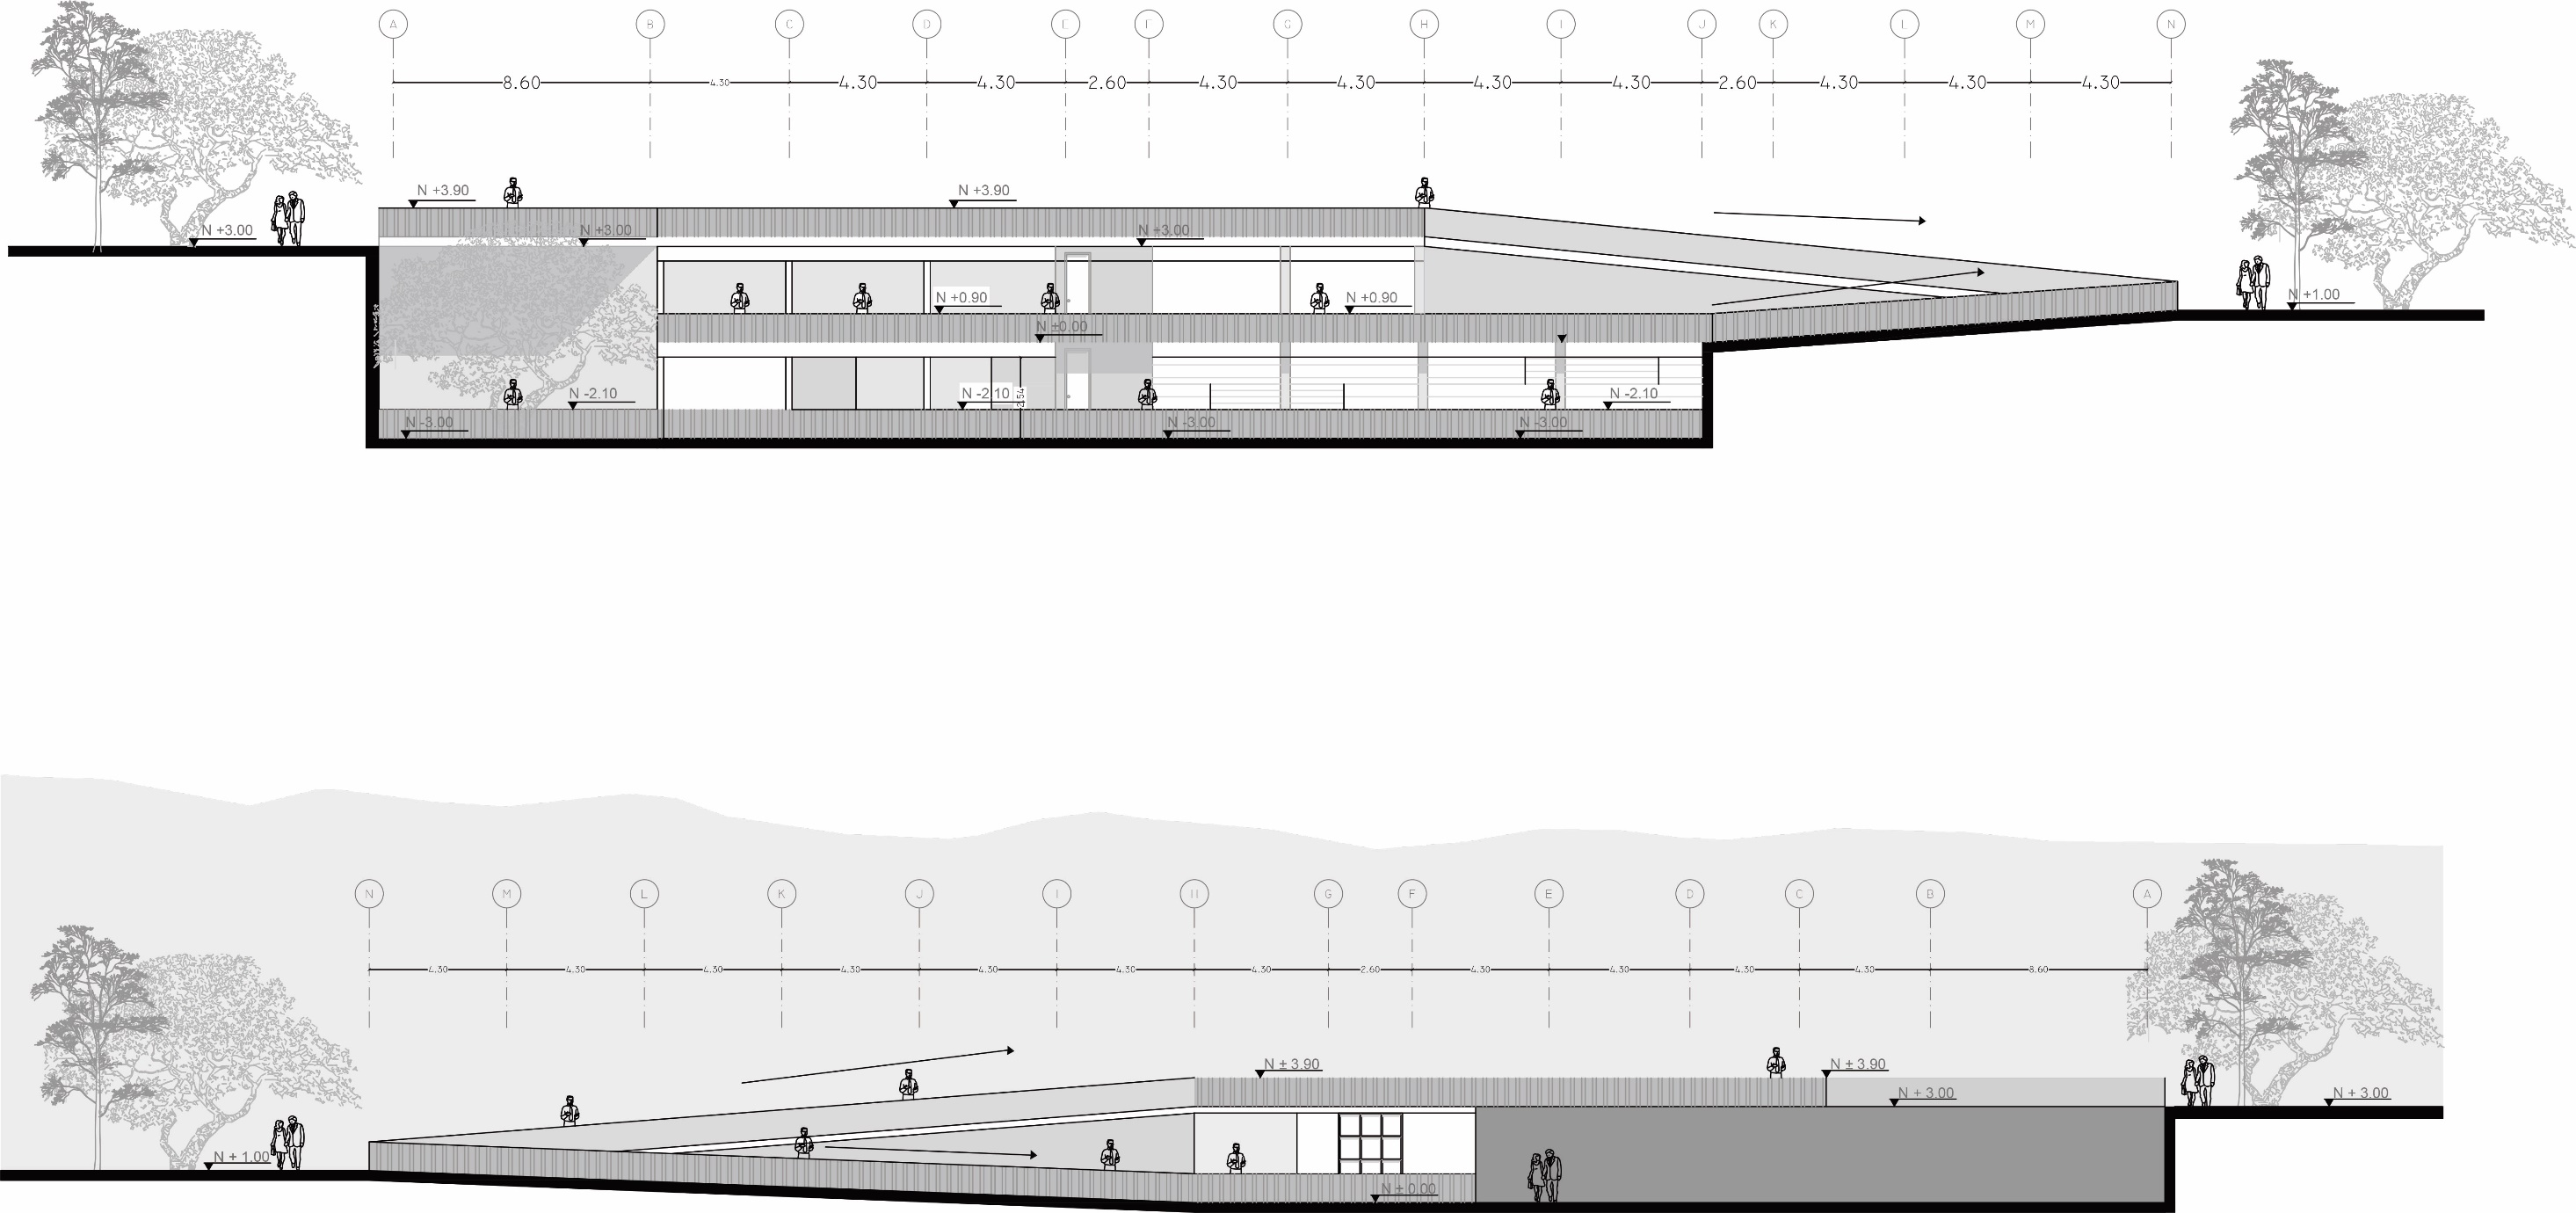 A B C D E F G H I J K L M N
8.60 4.30 4.30 4.30 2.60 4.30 4.30 4.30 4.30 2.60 4.30 4.30 4.30
N +3.90 N +3.90
N +3.00 N +3.00 N +3.00
N +0.90 N +0.90 N +1.00
N ±0.00
N -2.10 N -2.10 N -2.10
N -3.00 N -3.00 N -3.00
N M L K J I H G F E D C B A
4.30 4.30 4.30 4.30 4.30 4.30 4.30 2.60 4.30 4.30 4.30 4.30 8.60
N ± 3.90 N ± 3.90
N + 3.00 N + 3.00
N + 1.00
N ± 0.00